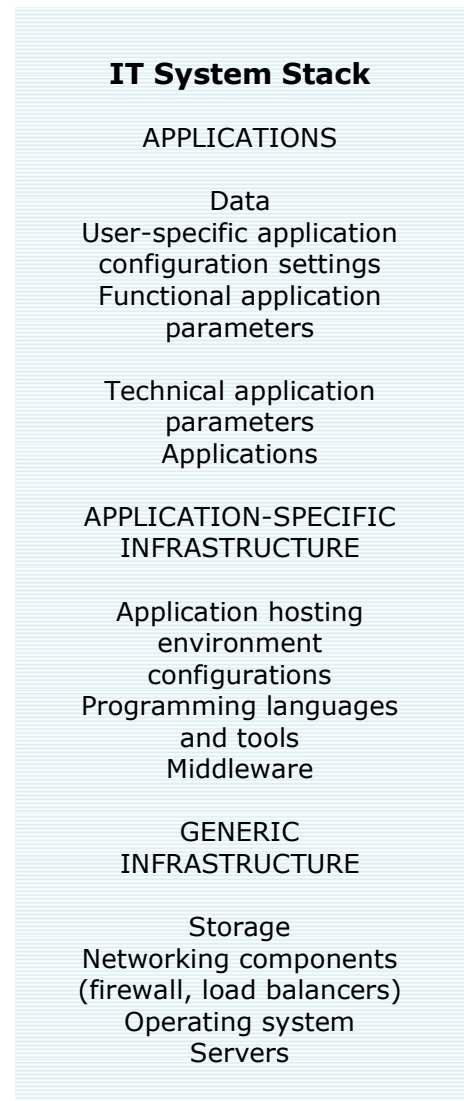 IT System Stack
APPLICATIONS
Data
User-specific application
configuration settings
Functional application
parameters
Technical application
parameters
Applications
APPLICATION-SPECIFIC
INFRASTRUCTURE
Application hosting
environment
configurations
Programming languages
and tools
Middleware
GENERIC
INFRASTRUCTURE
Storage
Networking components
(firewall, load balancers)
Operating system
Servers